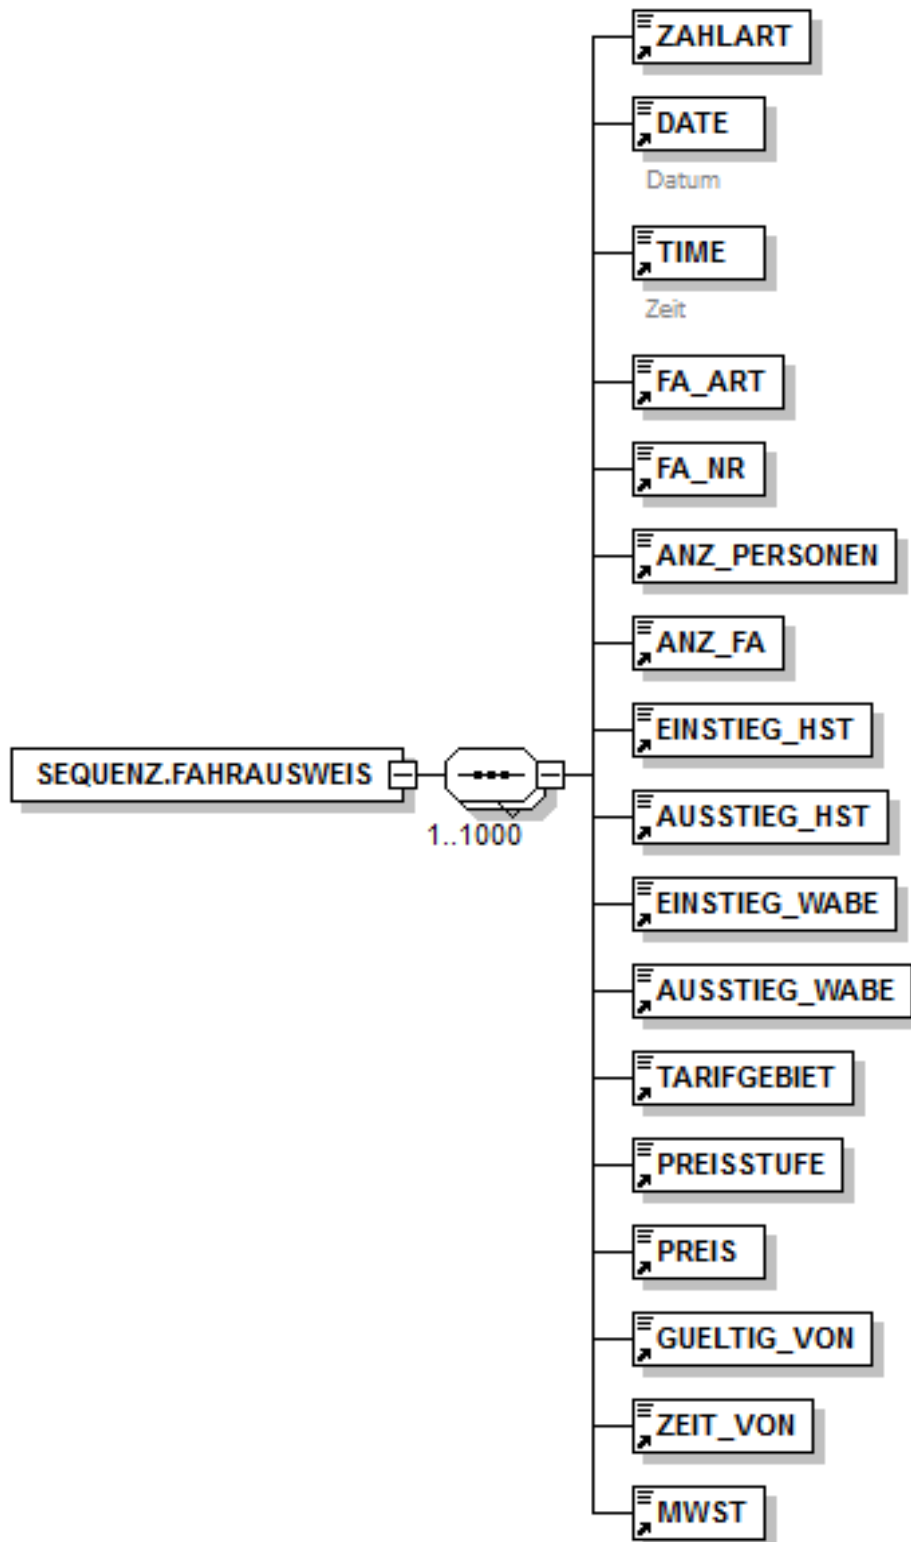 ZAHLART
DATE
Datum
TIME
Zeit
FA_ART
FA_NR
ANZ_PERSONEN
ANZ_FA
EINSTIEG_HST
SEQUENZ.FAHRAUSWEIS
1..1000
AUSSTIEG_HST
EINSTIEG_WABE
AUSSTIEG_WABE
TARIFGEBIET
PREISSTUFE
PREIS
GUELTIG_VON
ZEIT_VON
MWST